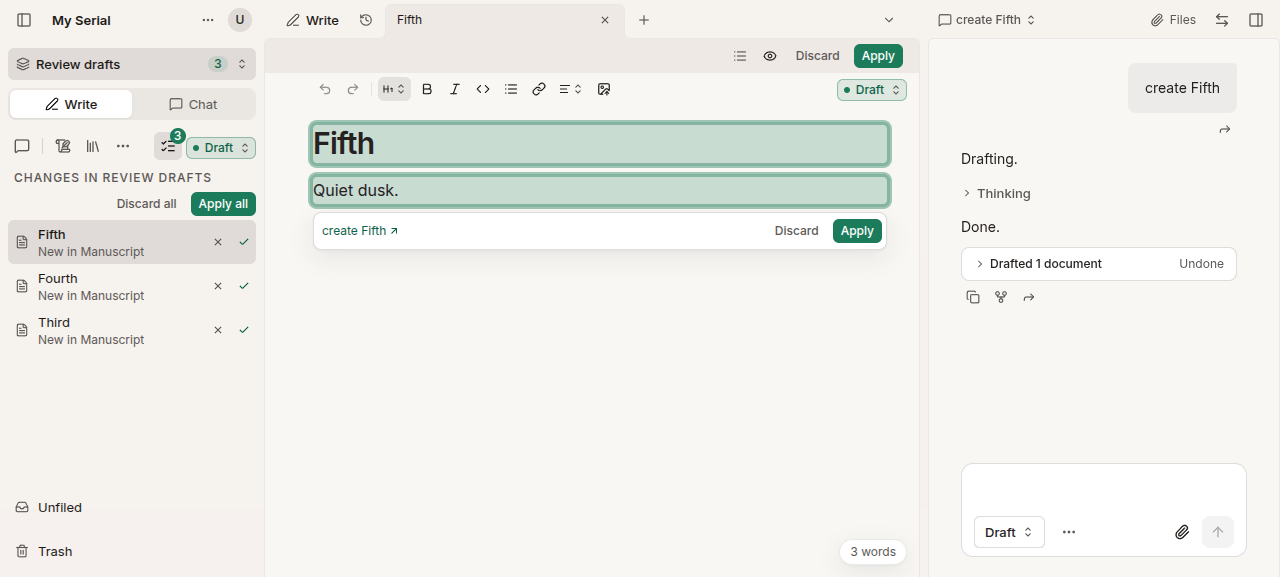 My Serial
U
Write
Fifth
create Fifth
Files
Review drafts
3
Discard
Apply
Write
Chat
H1
Draft
3
Draft
CHANGES IN REVIEW DRAFTS
Discard all
Apply all
Fifth
New in Manuscript
Fourth
New in Manuscript
Third
New in Manuscript
Unfiled
Trash
Fifth
Quiet dusk.
create Fifth
Discard
Apply
3 words
create Fifth
Drafting.
Thinking
Done.
Drafted 1 document
Undone
Draft